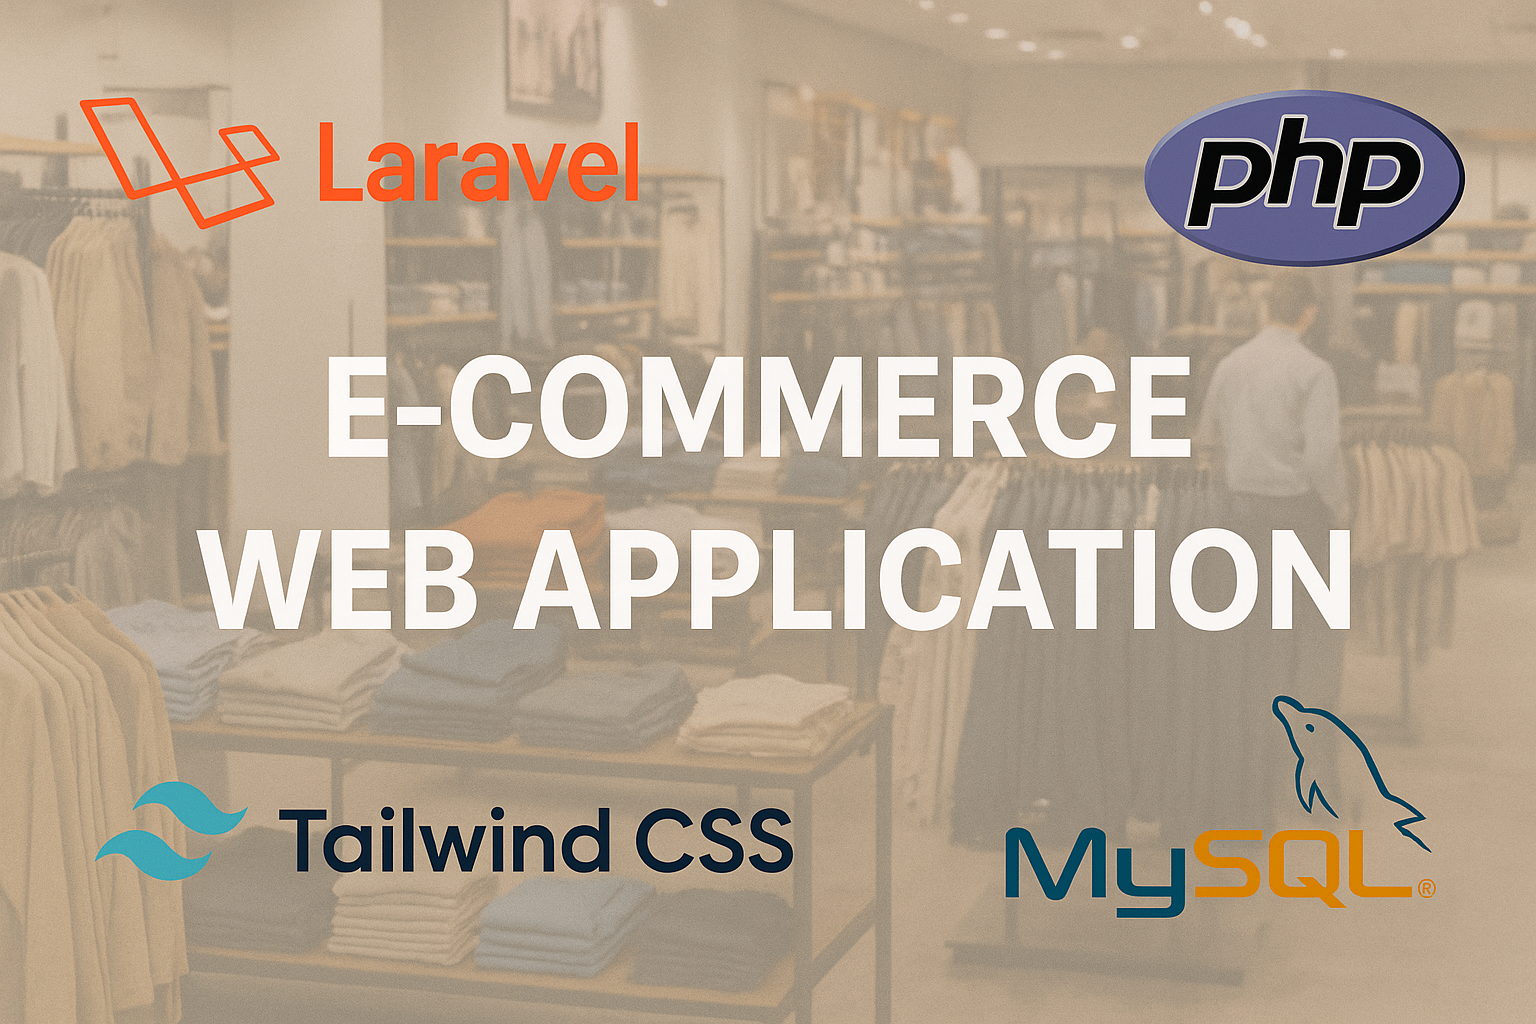 Laravel
php
E-COMMERCE
WEB APPLICATION
Tailwind CSS
MySQL®